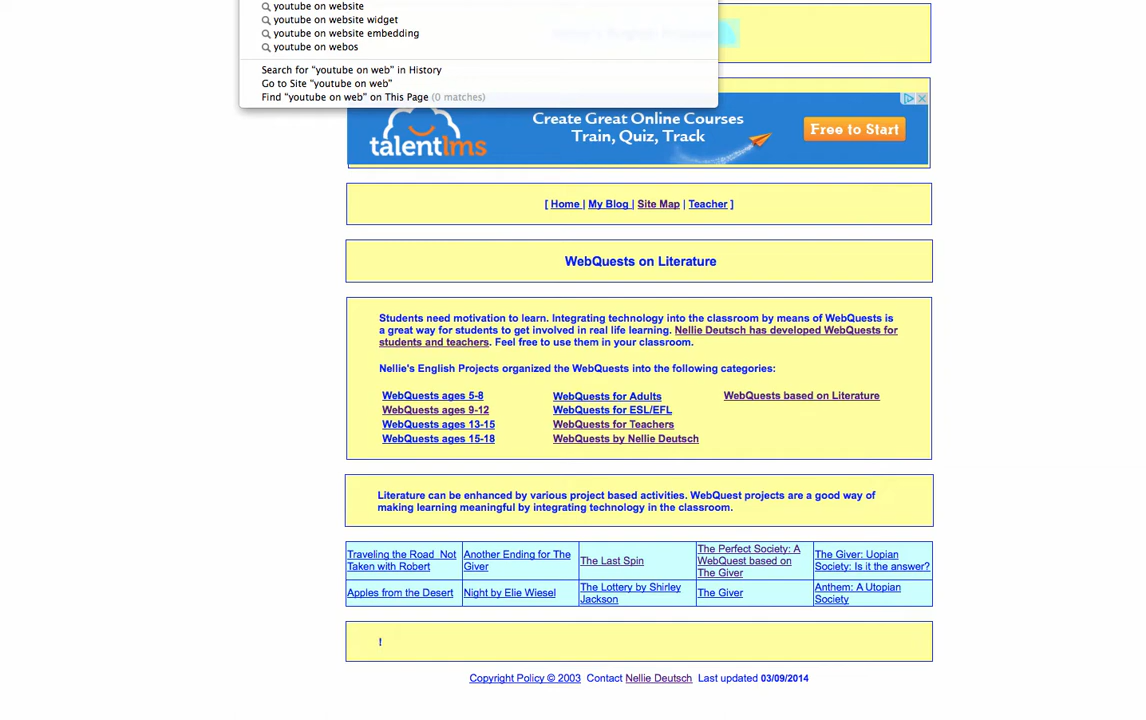 youtube on website
youtube on website widget
youtube on website embedding
youtube on webos
Search for “youtube on web” in History
Go to Site “youtube on web”
Find “youtube on web” on This Page (0 matches)
talentlms
Create Great Online Courses
Train, Quiz, Track
Free to Start
[ Home | My Blog | Site Map | Teacher ]
WebQuests on Literature
Students need motivation to learn. Integrating technology into the classroom by means of WebQuests is
a great way for students to get involved in real life learning. Nellie Deutsch has developed WebQuests for
students and teachers. Feel free to use them in your classroom.
Nellie's English Projects organized the WebQuests into the following categories:
WebQuests ages 5-8
WebQuests for Adults
WebQuests based on Literature
WebQuests ages 9-12
WebQuests for ESL/EFL
WebQuests ages 13-15
WebQuests for Teachers
WebQuests ages 15-18
WebQuests by Nellie Deutsch
Literature can be enhanced by various project based activities. WebQuest projects are a good way of
making learning meaningful by integrating technology in the classroom.
Traveling the Road Not
Taken with Robert
Another Ending for The
Giver
The Last Spin
The Perfect Society: A
WebQuest based on
The Giver
The Giver: Uopian
Society: Is it the answer?
Apples from the Desert
Night by Elie Wiesel
The Lottery by Shirley
Jackson
The Giver
Anthem: A Utopian
Society
!
Copyright Policy © 2003 Contact Nellie Deutsch Last updated 03/09/2014